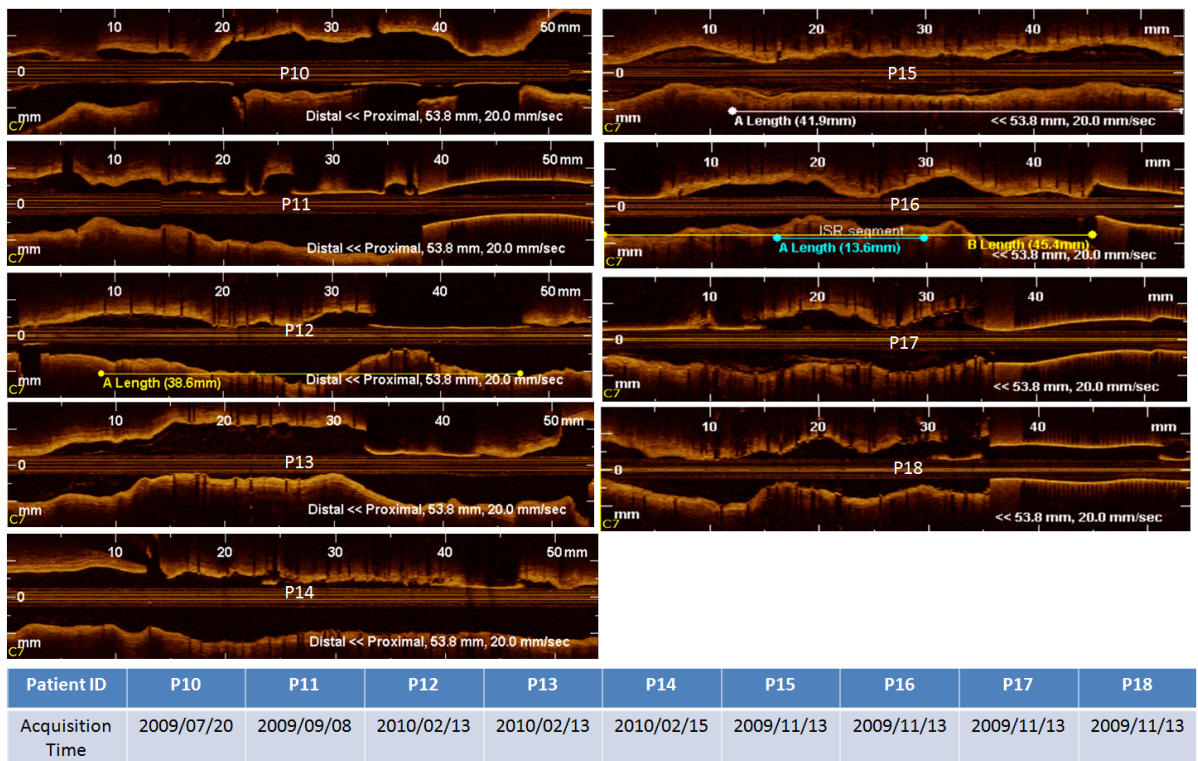 10 20 30 40 50 mm
0
P10
Distal << Proximal, 53.8 mm, 20.0 mm/sec
mm
C7
10 20 30 40 50 mm
0
P11
Distal << Proximal, 53.8 mm, 20.0 mm/sec
mm
C7
10 20 30 40 50 mm
0
P12
A Length (38.6mm)
Distal << Proximal, 53.8 mm, 20.0 mm/sec
mm
C7
10 20 30 40 50 mm
0
P13
Distal << Proximal, 53.8 mm, 20.0 mm/sec
mm
C7
10 20 30 40 50 mm
0
P14
Distal << Proximal, 53.8 mm, 20.0 mm/sec
mm
C7
10 20 30 40 mm
0
P15
A Length (41.9mm)
<< 53.8 mm, 20.0 mm/sec
mm
C7
10 20 30 40 mm
0
P16
ISR segment
A Length (13.6mm)
B Length (45.4mm)
<< 53.8 mm, 20.0 mm/sec
mm
C7
10 20 30 40 mm
0
P17
<< 53.8 mm, 20.0 mm/sec
mm
C7
10 20 30 40 mm
0
P18
<< 53.8 mm, 20.0 mm/sec
mm
C7
Patient ID P10 P11 P12 P13 P14 P15 P16 P17 P18
Acquisition 2009/07/20 2009/09/08 2010/02/13 2010/02/13 2010/02/15 2009/11/13 2009/11/13 2009/11/13 2009/11/13
Time